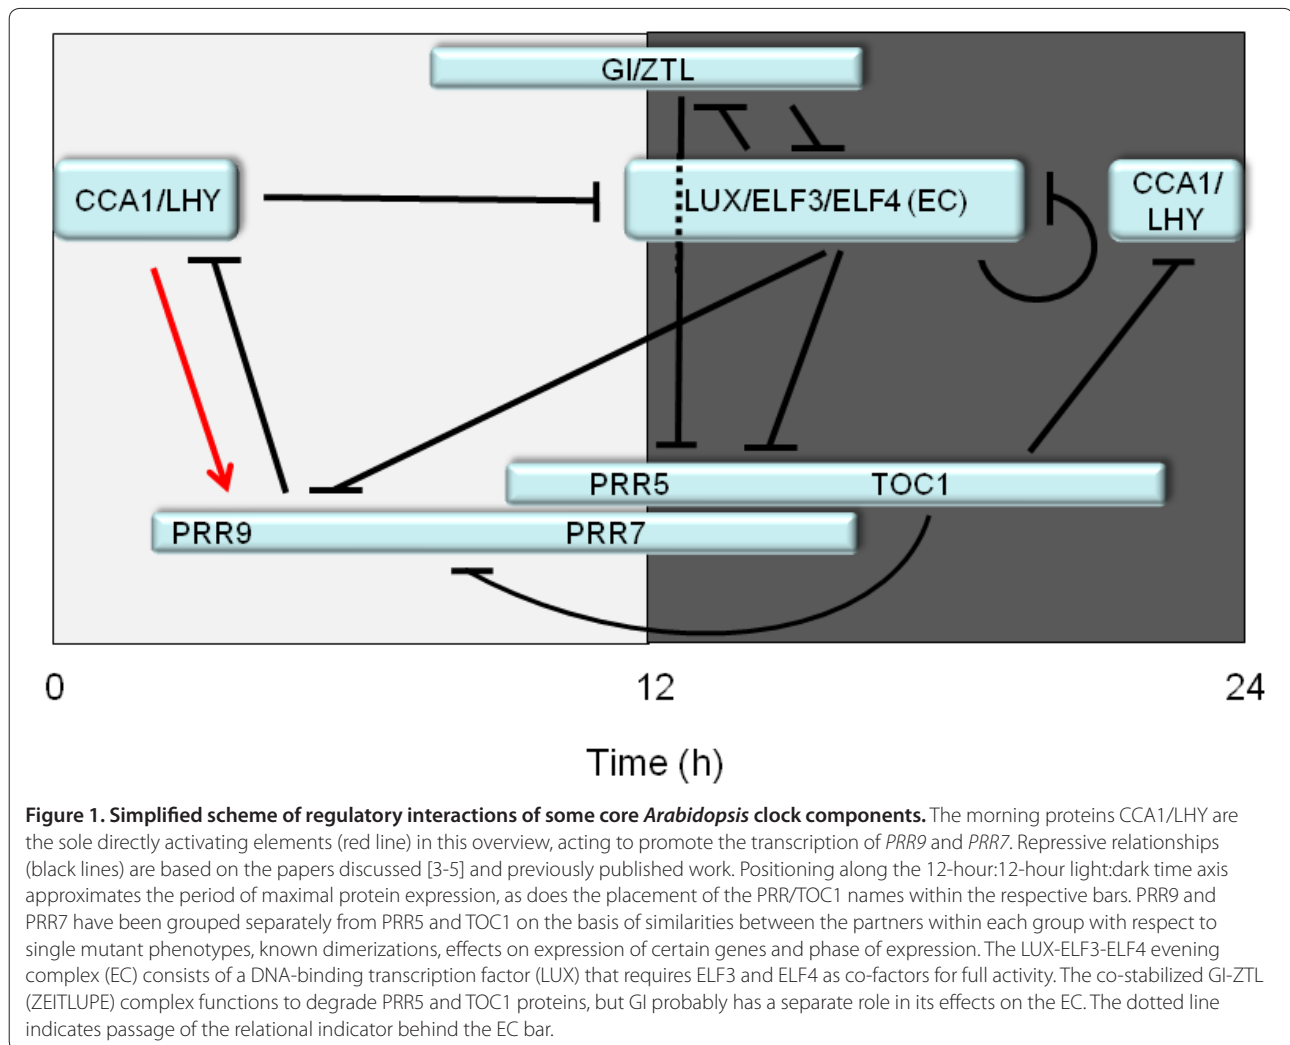 GI/ZTL
CCA1/LHY
LUX/ELF3/ELF4 (EC)
CCA1/
LHY
PRR5 TOC1
PRR9 PRR7
0 12 24
Time (h)
Figure 1. Simplified scheme of regulatory interactions of some core Arabidopsis clock components. The morning proteins CCA1/LHY are
the sole directly activating elements (red line) in this overview, acting to promote the transcription of PRR9 and PRR7. Repressive relationships
(black lines) are based on the papers discussed [3-5] and previously published work. Positioning along the 12-hour:12-hour light:dark time axis
approximates the period of maximal protein expression, as does the placement of the PRR/TOC1 names within the respective bars. PRR9 and
PRR7 have been grouped separately from PRR5 and TOC1 on the basis of similarities between the partners within each group with respect to
single mutant phenotypes, known dimerizations, effects on expression of certain genes and phase of expression. The LUX-ELF3-ELF4 evening
complex (EC) consists of a DNA-binding transcription factor (LUX) that requires ELF3 and ELF4 as co-factors for full activity. The co-stabilized GI-ZTL
(ZEITLUPE) complex functions to degrade PRR5 and TOC1 proteins, but GI probably has a separate role in its effects on the EC. The dotted line
indicates passage of the relational indicator behind the EC bar.